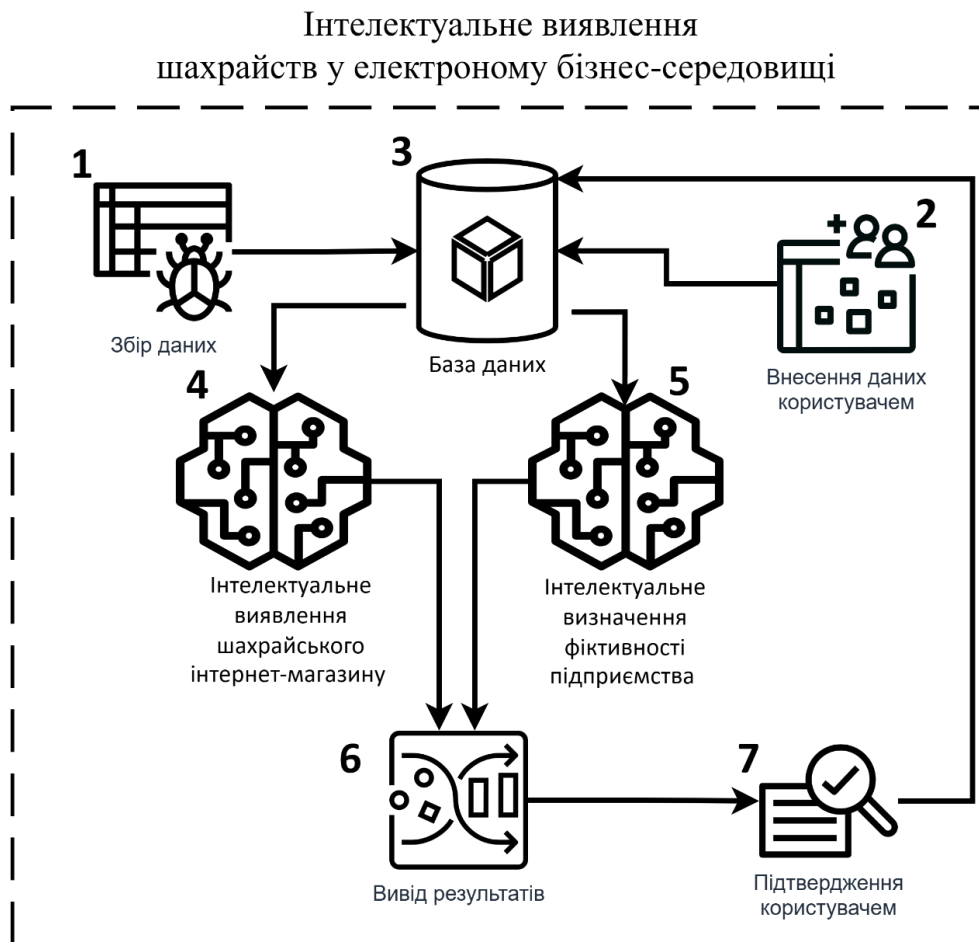 Інтелектуальне виявлення
шахрайств у електроному бізнес-середовищі
1
Збір даних
3
База даних
2
Внесення даних
користувачем
4
Інтелектуальне
виявлення
шахрайського
інтернет-магазину
5
Інтелектуальне
визначення
фіктивності
підприємства
6
Вивід результатів
7
Підтвердження
користувачем